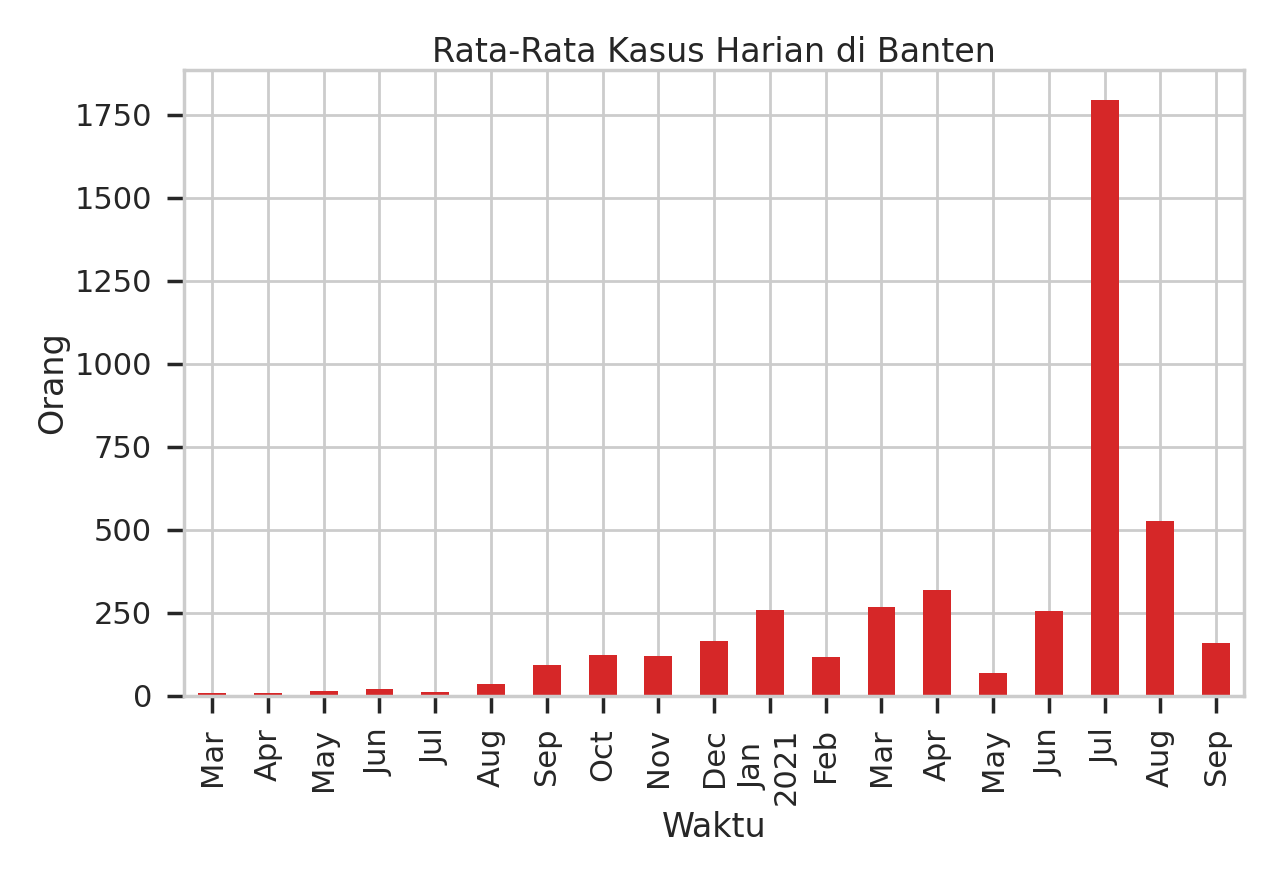 Rata-Rata Kasus Harian di Banten
Orang
1750
1500
1250
1000
750
500
250
0
Mar
Apr
May
Jun
Jul
Aug
Sep
Oct
Nov
Dec
Jan
2021
Feb
Mar
Apr
May
Jun
Jul
Aug
Sep
Waktu